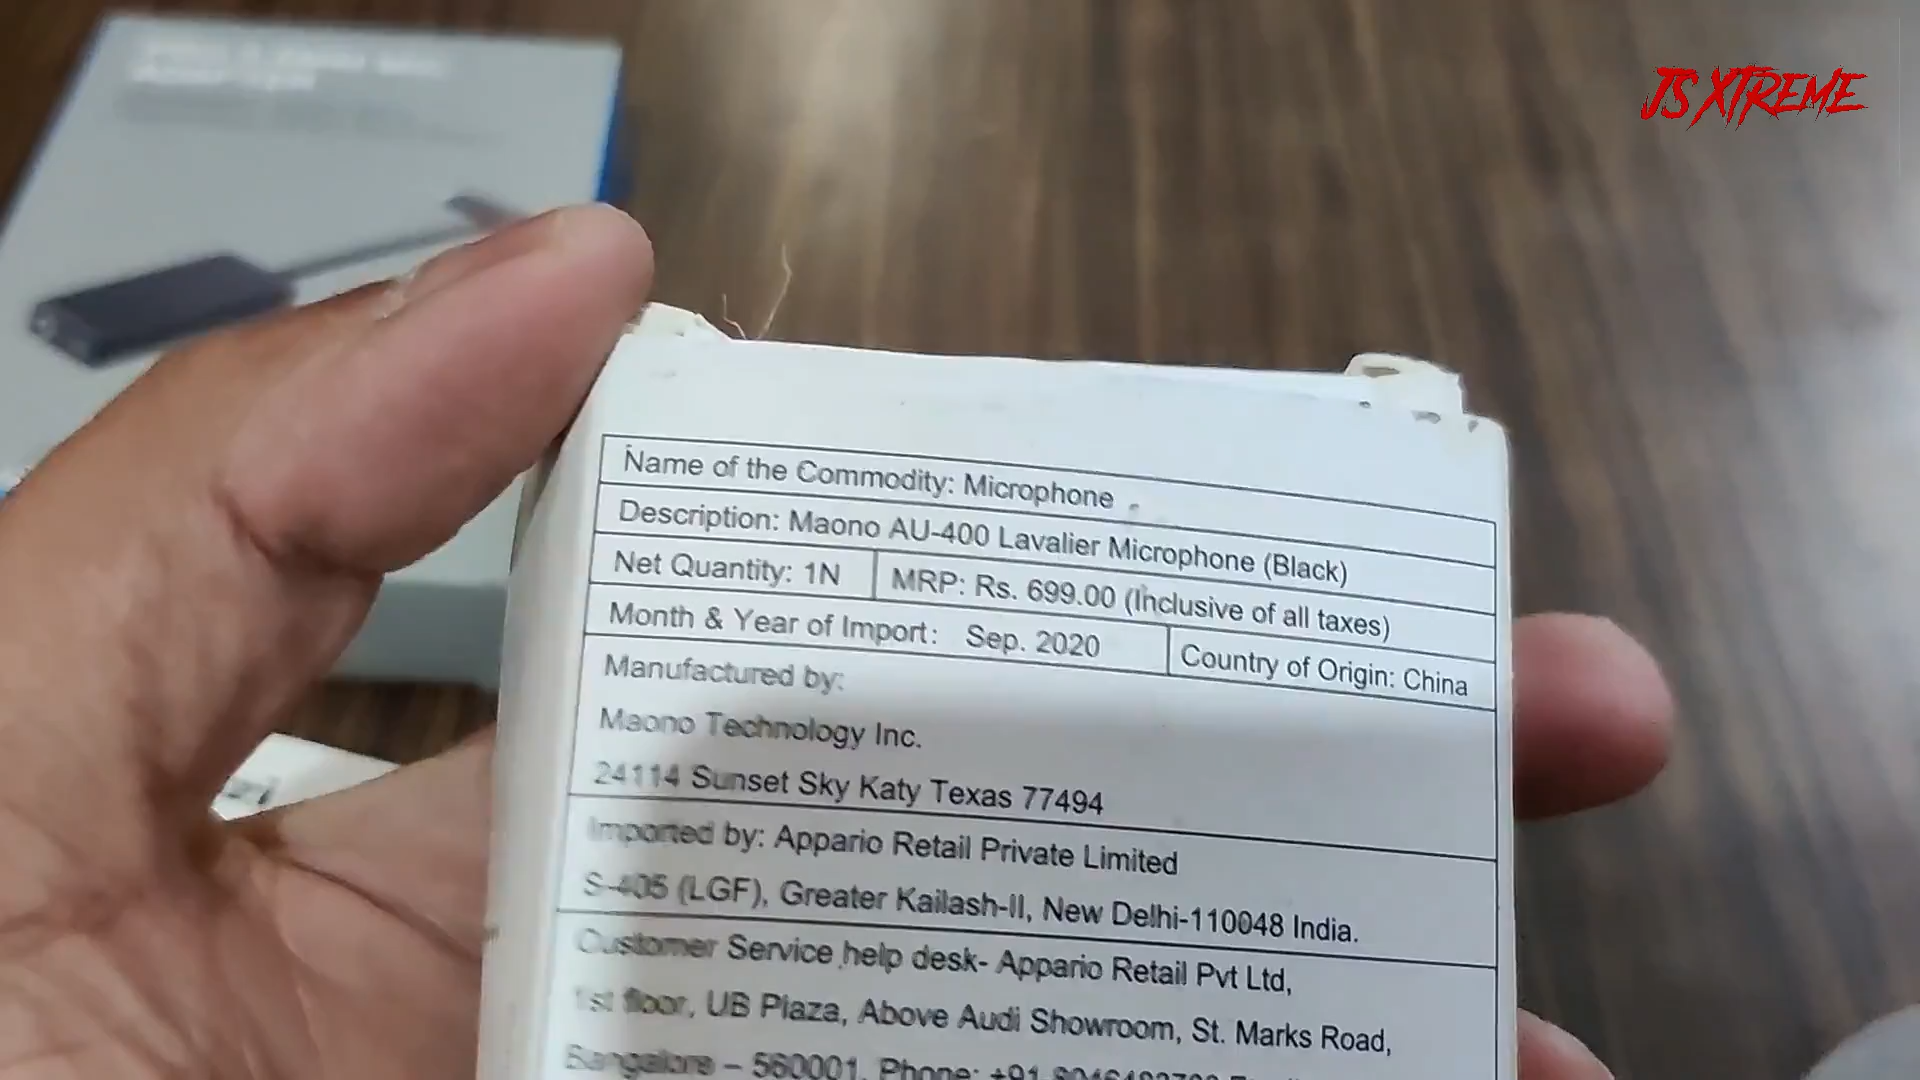 JS XTREME
Name of the Commodity: Microphone
Description: Maono AU-400 Lavalier Microphone (Black)
Net Quantity: 1N MRP: Rs. 699.00 (Inclusive of all taxes)
Month & Year of Import: Sep. 2020 Country of Origin: China
Manufactured by:
Maono Technology Inc.
24114 Sunset Sky Katy Texas 77494
Imported by: Appario Retail Private Limited
S-405 (LGF), Greater Kailash-II, New Delhi-110048 India.
Customer Service help desk- Appario Retail Pvt Ltd,
1st floor, UB Plaza, Above Audi Showroom, St. Marks Road,
Bangalore – 560001. Phone: +91